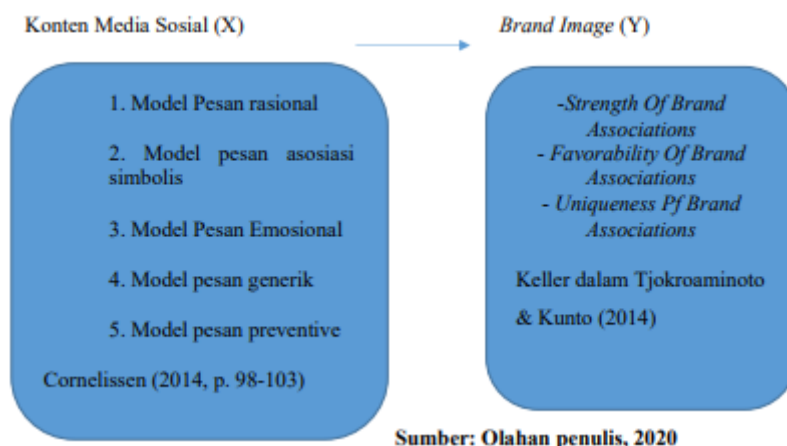 Konten Media Sosial (X)
Brand Image (Y)
1. Model Pesan rasional
2. Model pesan asosiasi
simbolis
3. Model Pesan Emosional
4. Model pesan generik
5. Model pesan preventive
Cornelissen (2014, p. 98-103)
-Strength Of Brand
Associations
- Favorability Of Brand
Associations
- Uniqueness Pf Brand
Associations
Keller dalam Tjokroaminoto
& Kunto (2014)
Sumber: Olahan penulis, 2020